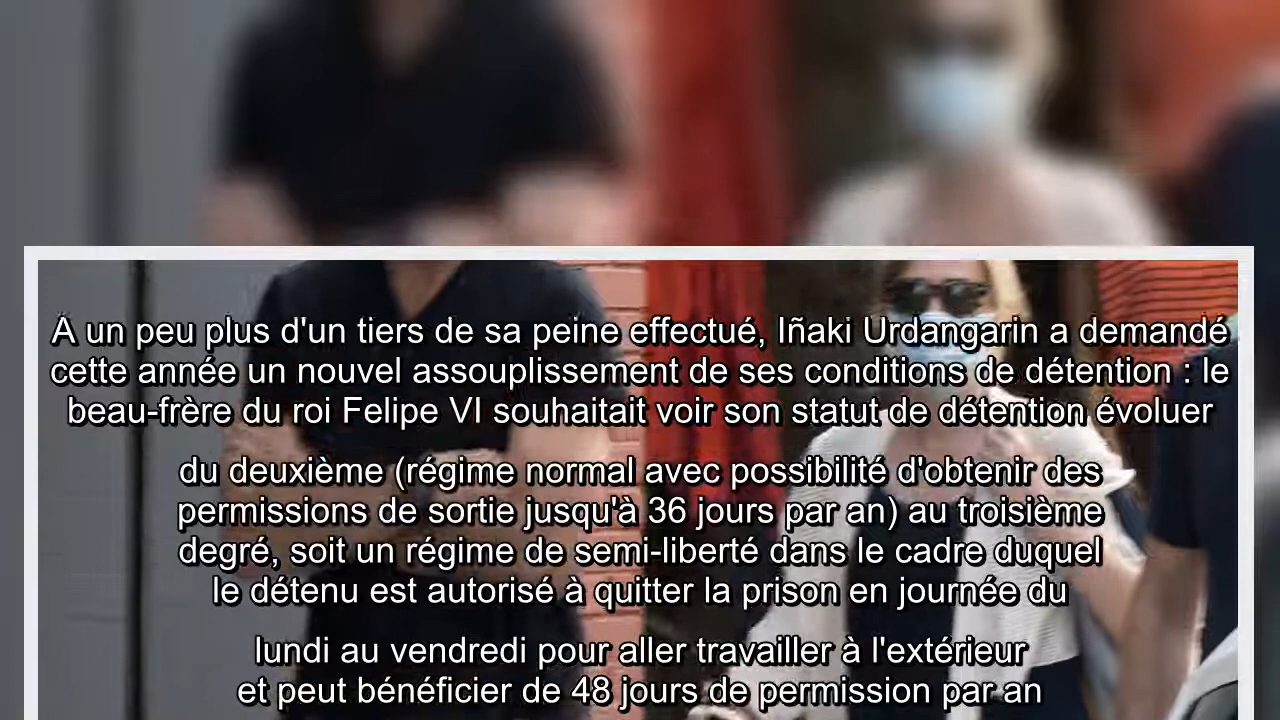 A un peu plus d'un tiers de sa peine effectué, Iñaki Urdangarin a demandé
cette année un nouvel assouplissement de ses conditions de détention : le
beau-frère du roi Felipe VI souhaitait voir son statut de détention évoluer
du deuxième (régime normal avec possibilité d'obtenir des
permissions de sortie jusqu'à 36 jours par an) au troisième
degré, soit un régime de semi-liberté dans le cadre duquel
le détenu est autorisé à quitter la prison en journée du
lundi au vendredi pour aller travailler à l'extérieur
et peut bénéficier de 48 jours de permission par an